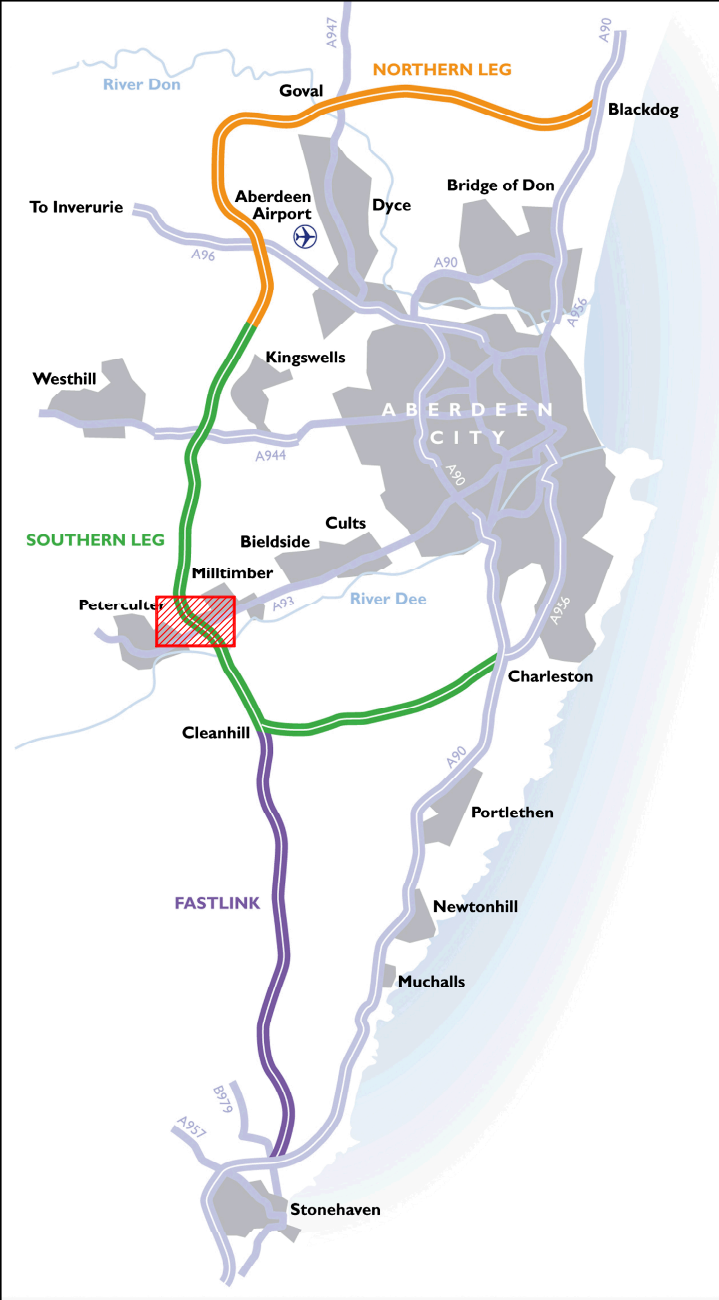 A947
A90
NORTHERN LEG
River Don
Goval
Blackdog
Bridge of Don
Aberdeen
Airport
Dyce
To Inverurie
A96
A90
A956
Kingswells
Westhill
ABERDEEN
CITY
A944
A90
Cults
SOUTHERN LEG
Bieldside
Milltimber
Peterculter
A93
River Dee
A956
Charleston
Cleanhill
A90
Portlethen
FASTLINK
Newtonhill
Muchalls
B979
A957
Stonehaven